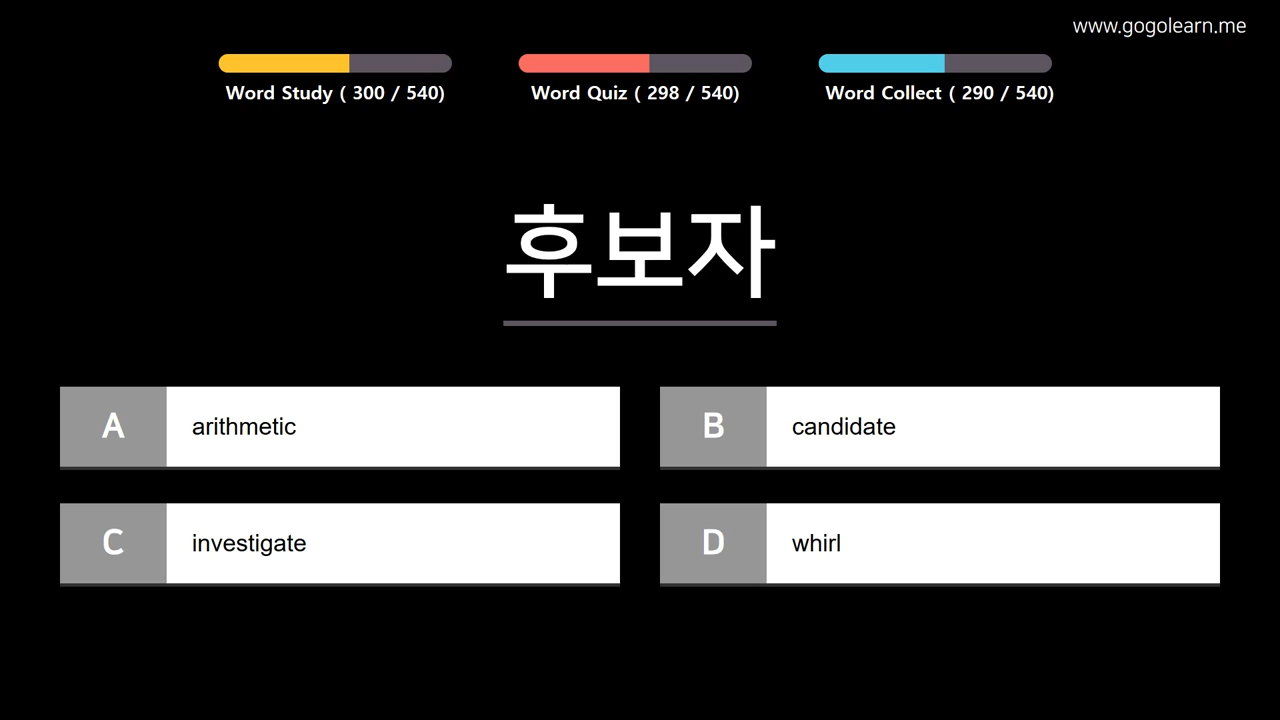 www.gogolearn.me
Word Study ( 300 / 540)
Word Quiz ( 298 / 540)
Word Collect ( 290 / 540)
후보자
A arithmetic
B candidate
C investigate
D whirl